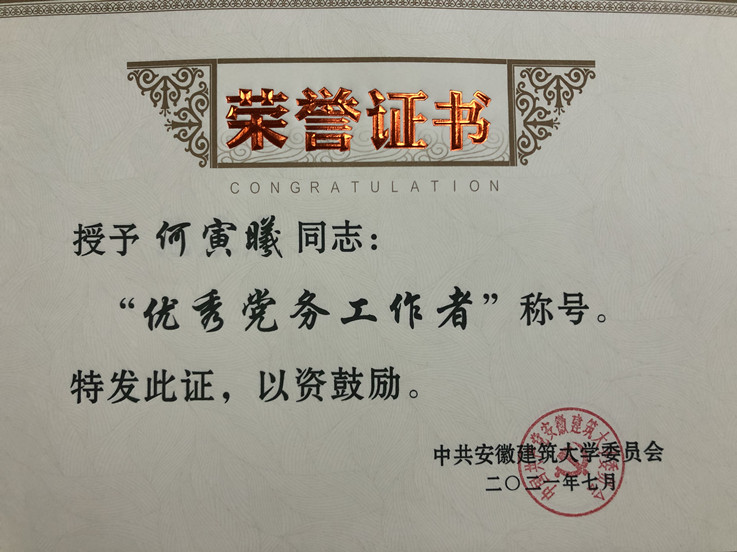 荣誉证书
CONGRATULATION
授予 何寅曦 同志：
“优秀党务工作者”称号。
特发此证，以资鼓励。
中共安徽建筑大学委员会
二〇二一年七月